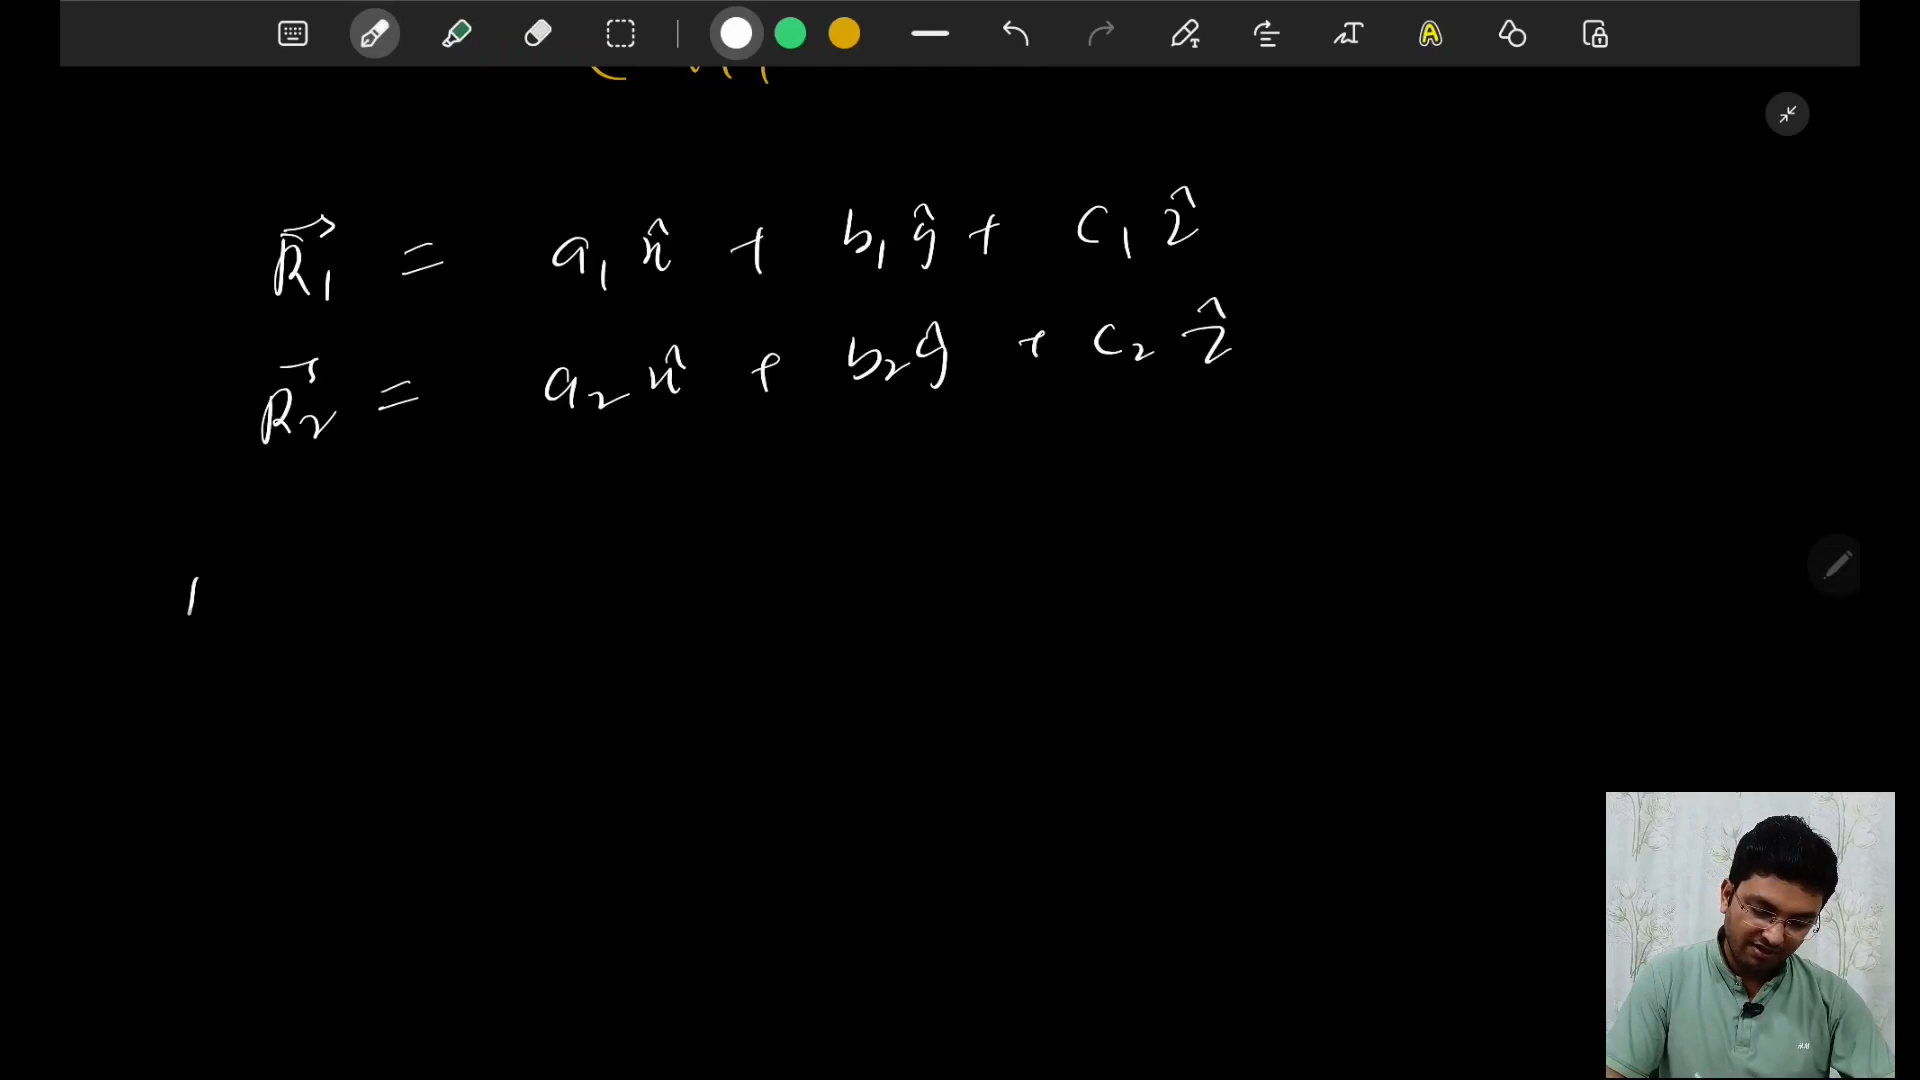 R⃗₁ = a₁ x̂ + b₁ ŷ + c₁ ẑ
R⃗₂ = a₂ x̂ + b₂ ŷ + c₂ ẑ